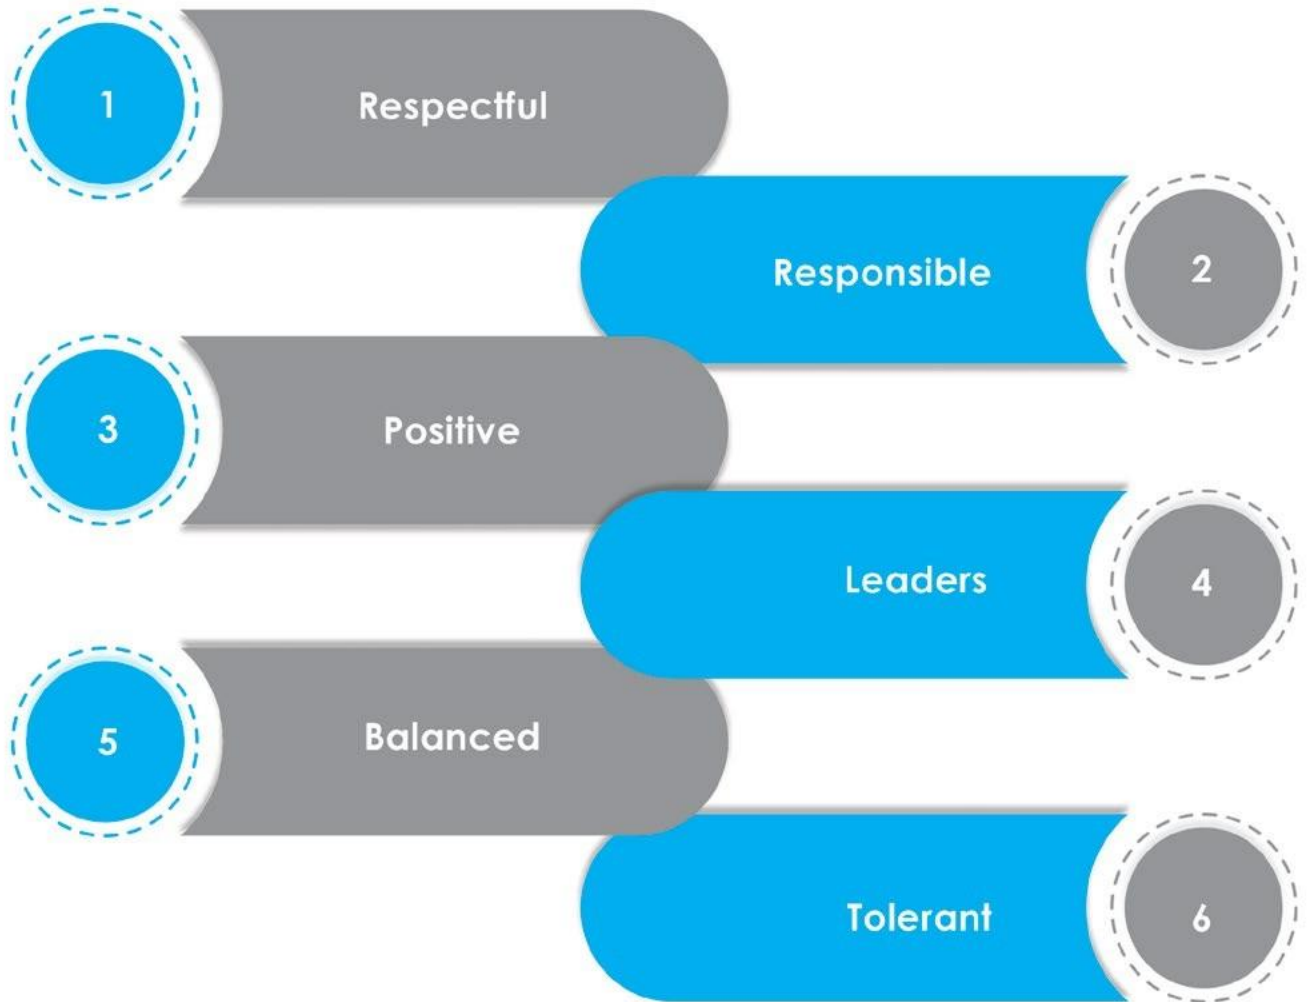 1
Respectful
Responsible
2
3
Positive
Leaders
4
5
Balanced
Tolerant
6